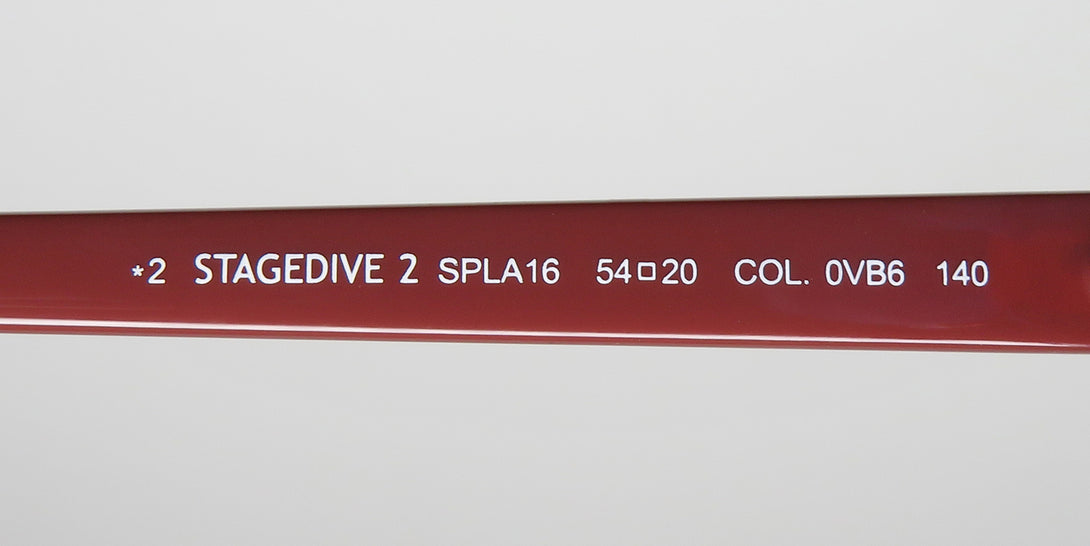 *2 STAGEDIVE 2 SPLA16 54□20 COL. 0VB6 140